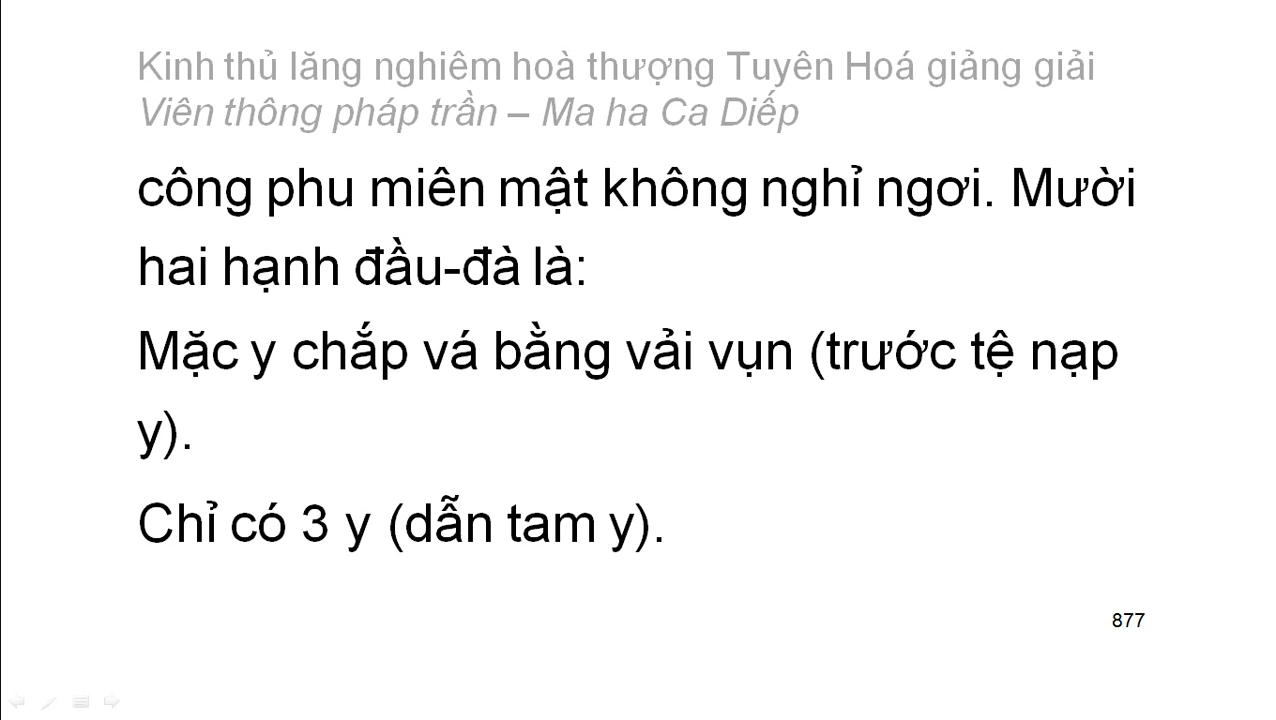 Kinh thủ lăng nghiêm hoà thượng Tuyên Hoá giảng giải
Viên thông pháp trần – Ma ha Ca Diếp
công phu miên mật không nghỉ ngơi. Mười
hai hạnh đầu-đà là:
Mặc y chắp vá bằng vải vụn (trước tệ nạp
y).
Chỉ có 3 y (dẫn tam y).
877